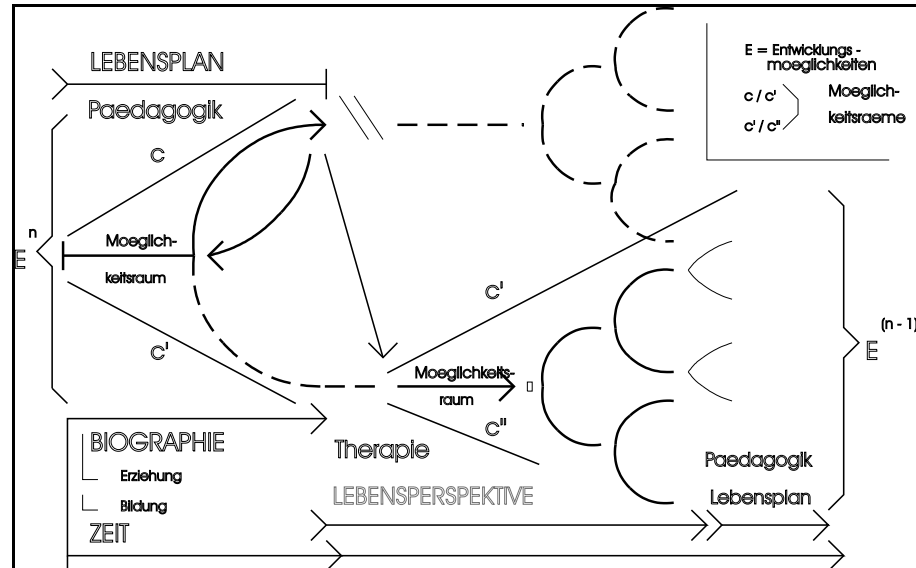 LEBENSPLAN
Paedagogik
E = Entwicklungs -
moeglichkeiten
c / c'
c' / c"
Moeglich-
keitsraeme
C
n
E
Moeglich-
keitsraum
C'
C'
(n - 1)
E
Moeglichkeits-
raum
C"
BIOGRAPHIE
Erziehung
Bildung
ZEIT
Therapie
LEBENSPERSPEKTIVE
Paedagogik
Lebensplan